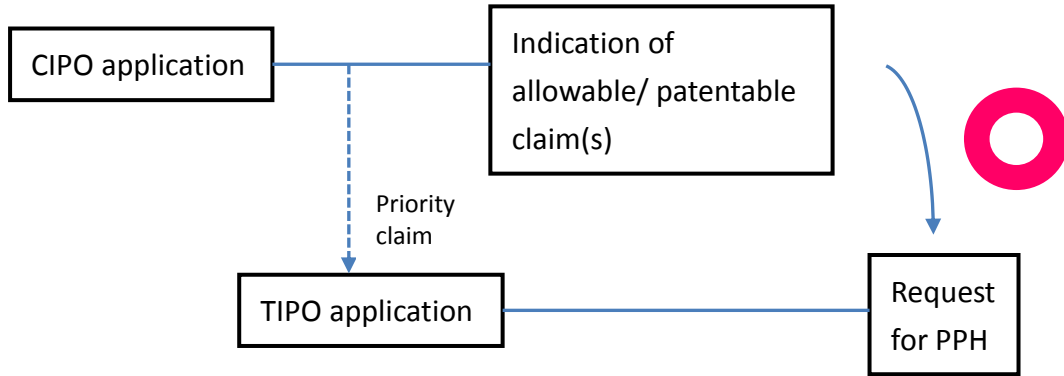 CIPO application
Indication of
allowable/ patentable
claim(s)
Priority
claim
TIPO application
Request
for PPH